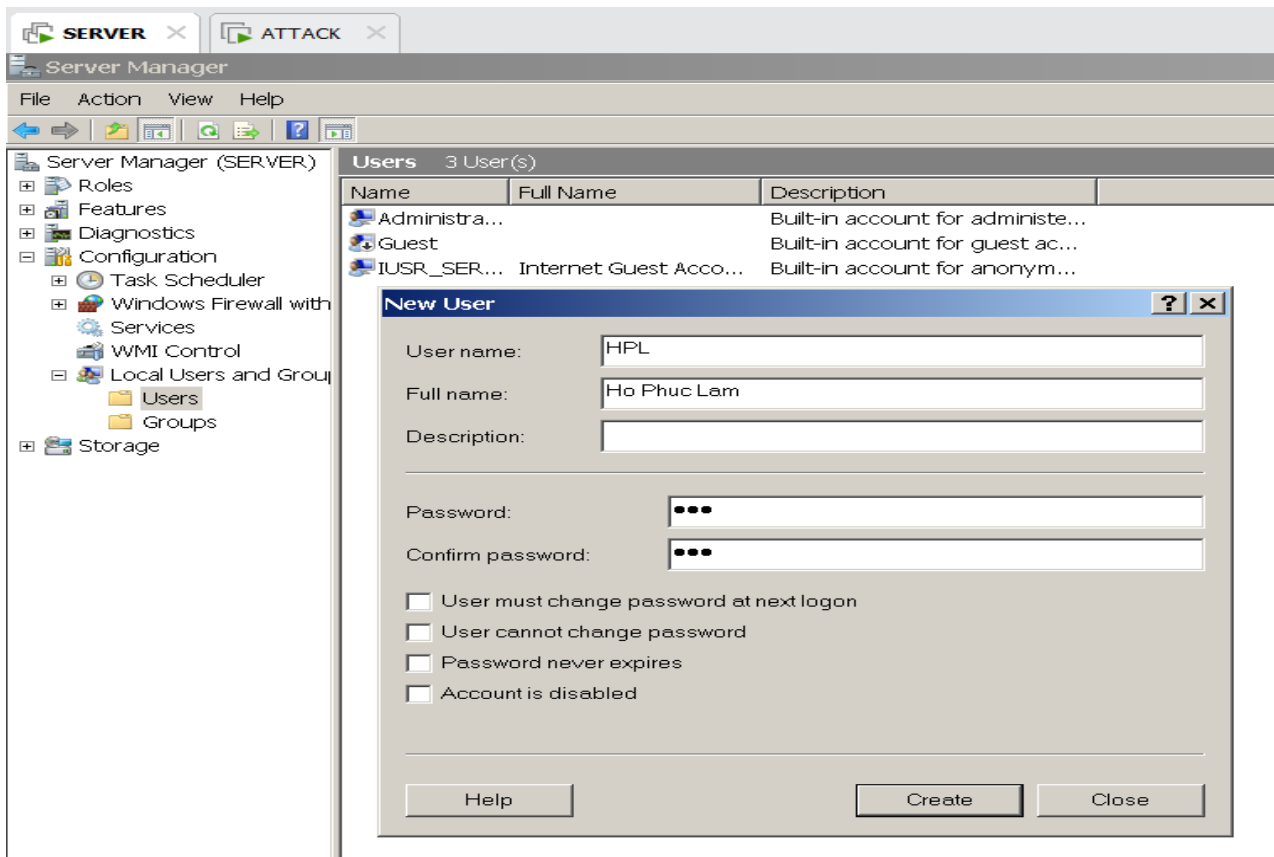 SERVER ATTACK
Server Manager
File Action View Help
Server Manager (SERVER)
Roles
Features
Diagnostics
Configuration
Task Scheduler
Windows Firewall with
Services
WMI Control
Local Users and Group
Users
Groups
Storage
Users 3 User(s)
Name Full Name Description
Administra... Built-in account for administe...
Guest Built-in account for guest ac...
IUSR_SER... Internet Guest Acco... Built-in account for anonym...
New User
User name: HPL
Full name: Ho Phuc Lam
Description:
Password: •••
Confirm password: •••
User must change password at next logon
User cannot change password
Password never expires
Account is disabled
Help Create Close